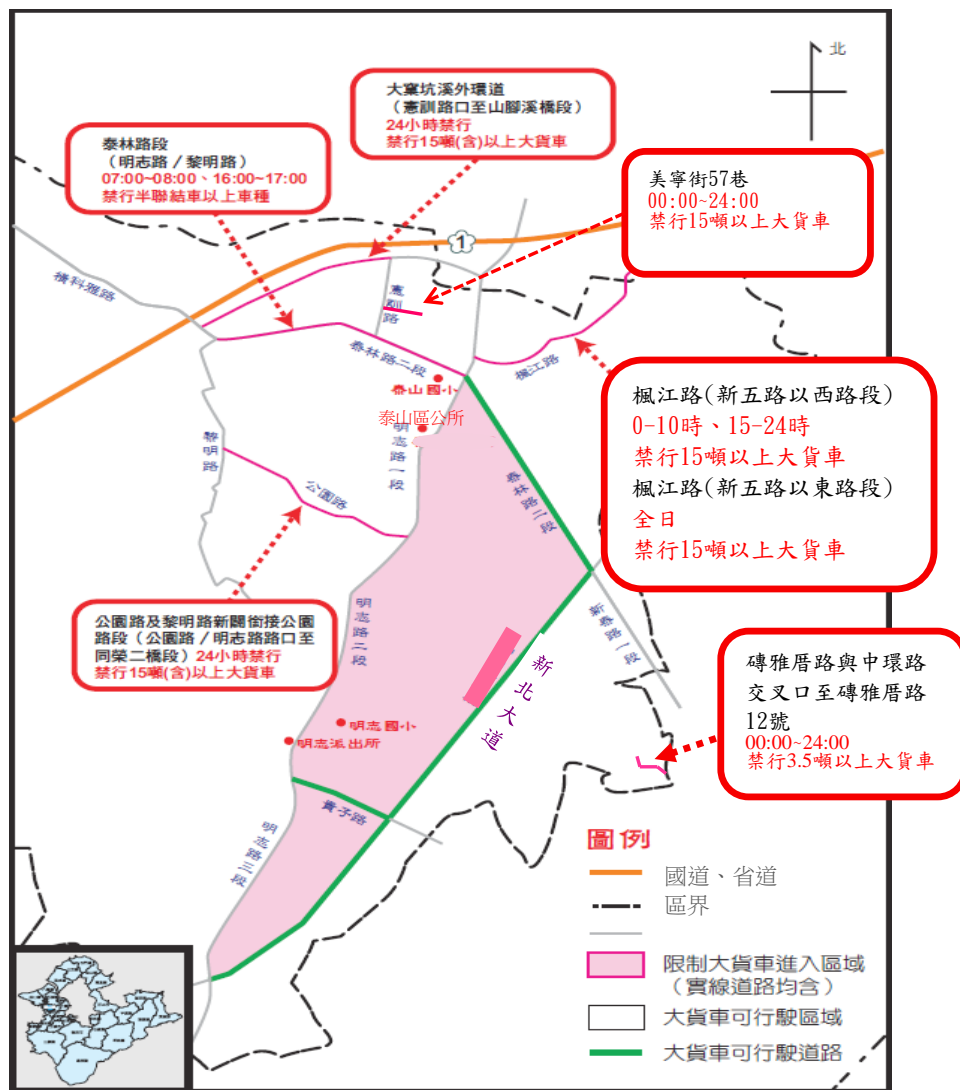 北
大窠坑溪外環道
(憲訓路口至山腳溪橋段)
24小時禁行
禁行15噸(含)以上大貨車
泰林路段
(明志路／黎明路)
07:00~08:00、16:00~17:00
禁行半聯結車以上車種
美寧街57巷
00:00~24:00
禁行15噸以上大貨車
1
橫科雅路
憲訓路
泰林路二段
楓江路
泰山國小
泰山區公所
明志路一段
黎明路
公園路
泰林路二段
楓江路(新五路以西路段)
0-10時、15-24時
禁行15噸以上大貨車
楓江路(新五路以東路段)
全日
禁行15噸以上大貨車
公園路及黎明路新闢銜接公園
路段(公園路／明志路路口至
同榮二橋段)24小時禁行
禁行15噸(含)以上大貨車
明志路二段
新泰路一段
新北大道
磚雅厝路與中環路
交叉口至磚雅厝路
12號
00:00~24:00
禁行3.5噸以上大貨車
明志國小
明志派出所
貴子路
明志路三段
圖例
國道、省道
區界
限制大貨車進入區域
(實線道路均含)
大貨車可行駛區域
大貨車可行駛道路